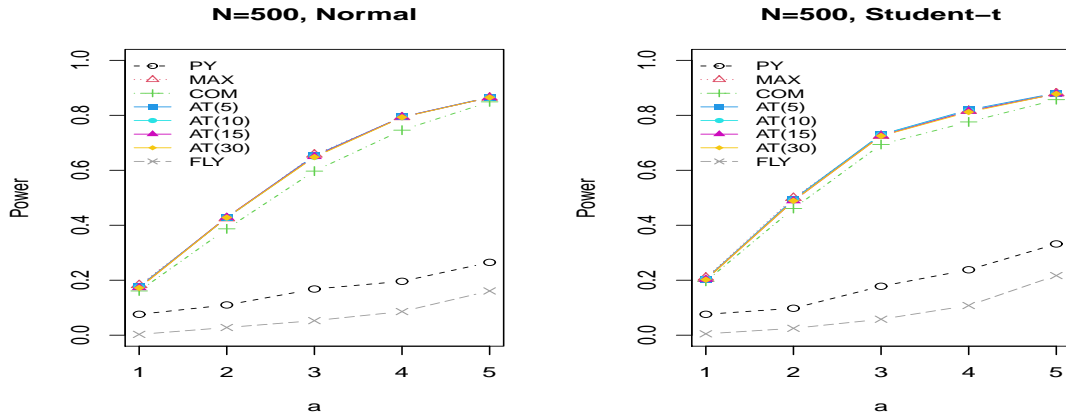 N=500, Normal
Power
1.0
0.8
0.6
0.4
0.2
0.0
PY
MAX
COM
AT(5)
AT(10)
AT(15)
AT(30)
FLY
1 2 3 4 5
a
N=500, Student−t
Power
1.0
0.8
0.6
0.4
0.2
0.0
PY
MAX
COM
AT(5)
AT(10)
AT(15)
AT(30)
FLY
1 2 3 4 5
a